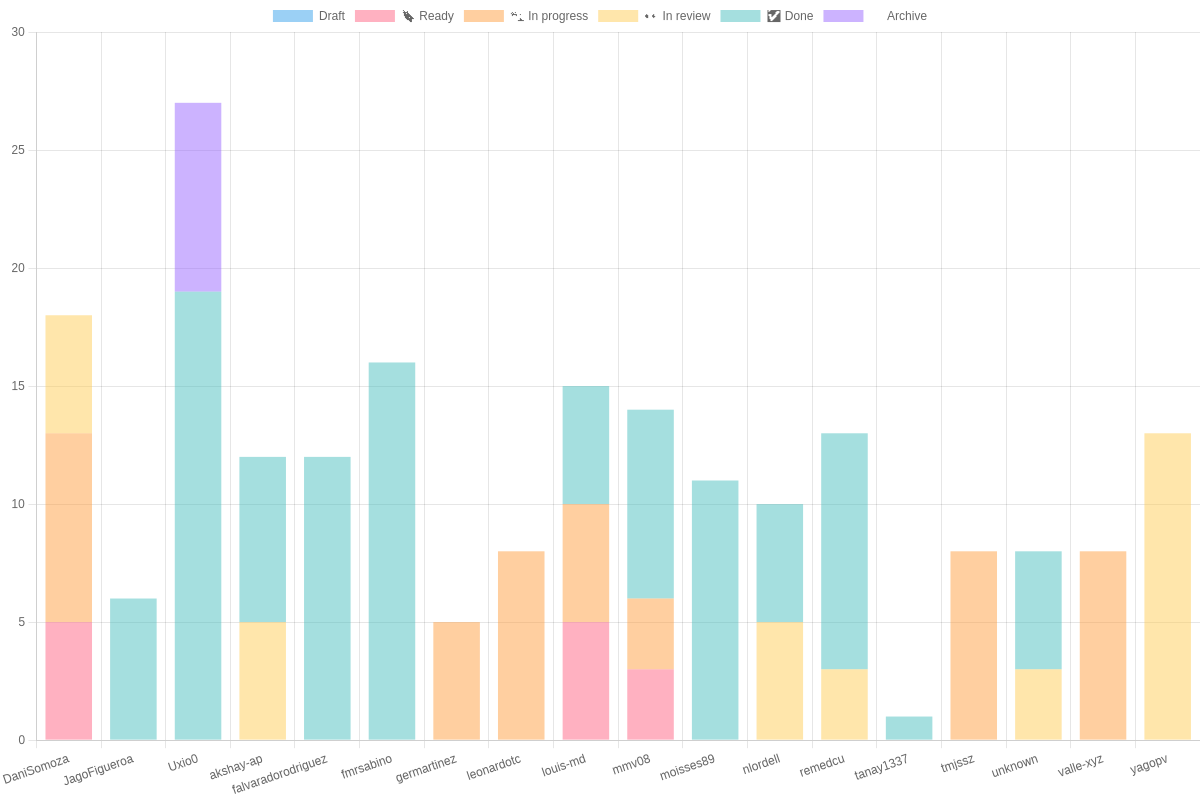 Draft Ready In progress In review Done Archive
30
25
20
15
10
5
0
DaniSomoza
JagoFigueroa
Uxio0
akshay-ap
falvaradorodriguez
fmrsabino
germartinez
leonardotc
louis-md
mmv08
moisses89
nlordell
remedcu
tanay1337
tmjssz
unknown
valle-xyz
yagopv